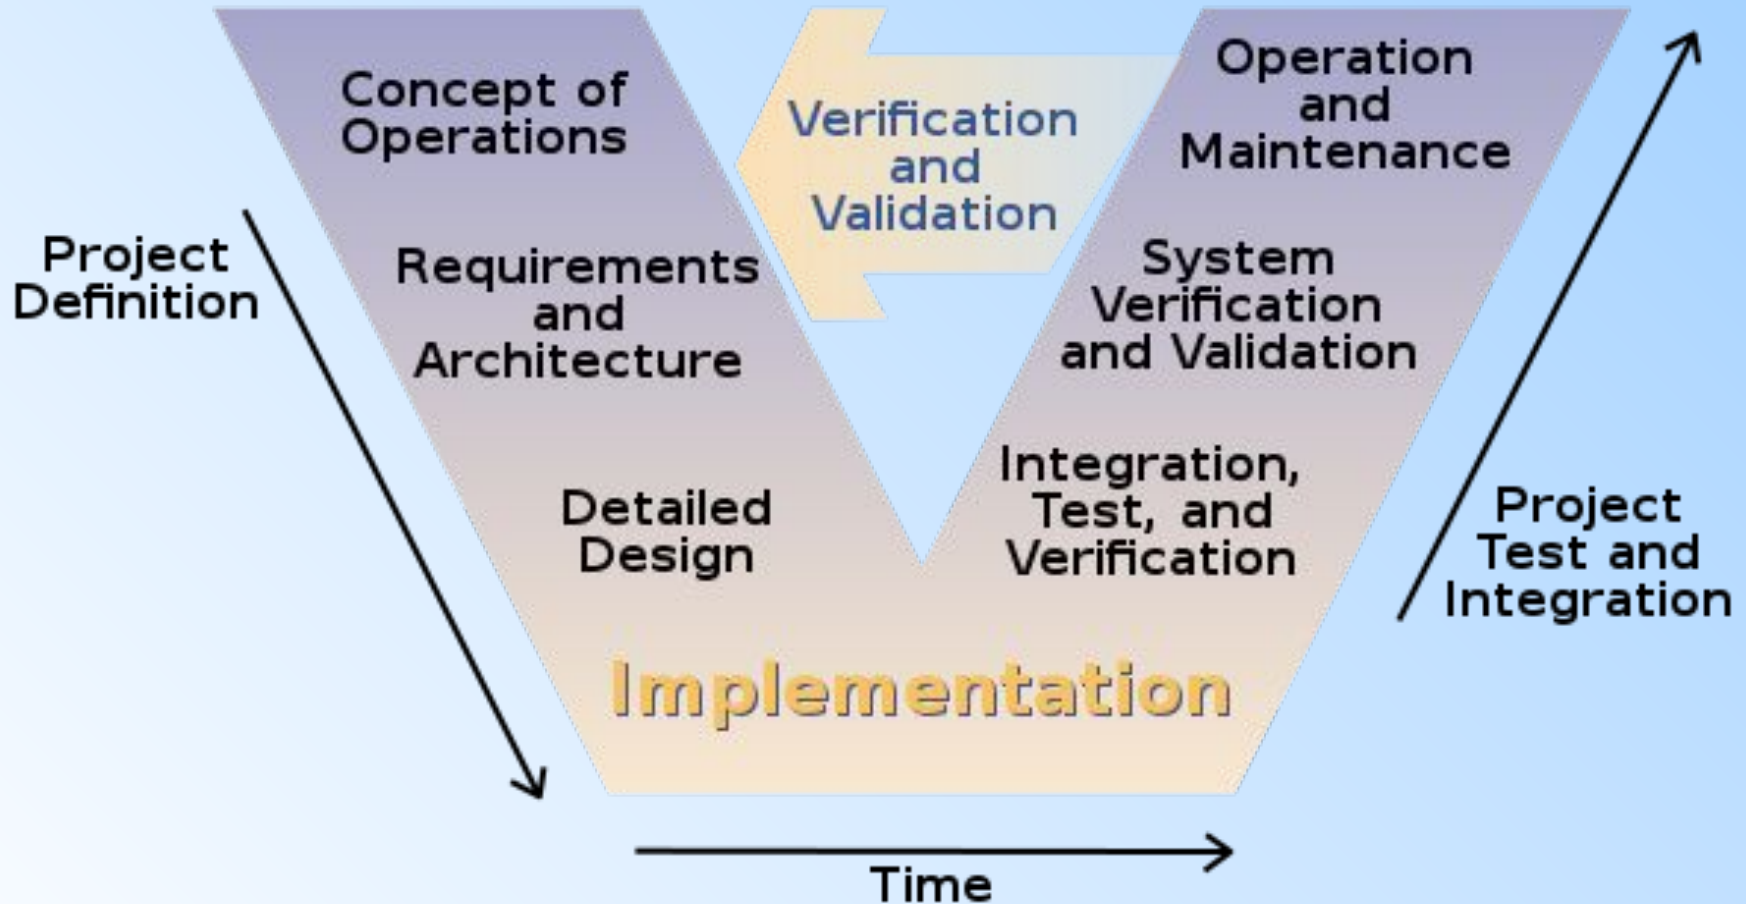 Concept of
Operations
Verification
and
Validation
Operation
and
Maintenance
Project
Definition
Requirements
and
Architecture
System
Verification
and Validation
Detailed
Design
Integration,
Test, and
Verification
Project
Test and
Integration
Implementation
Time